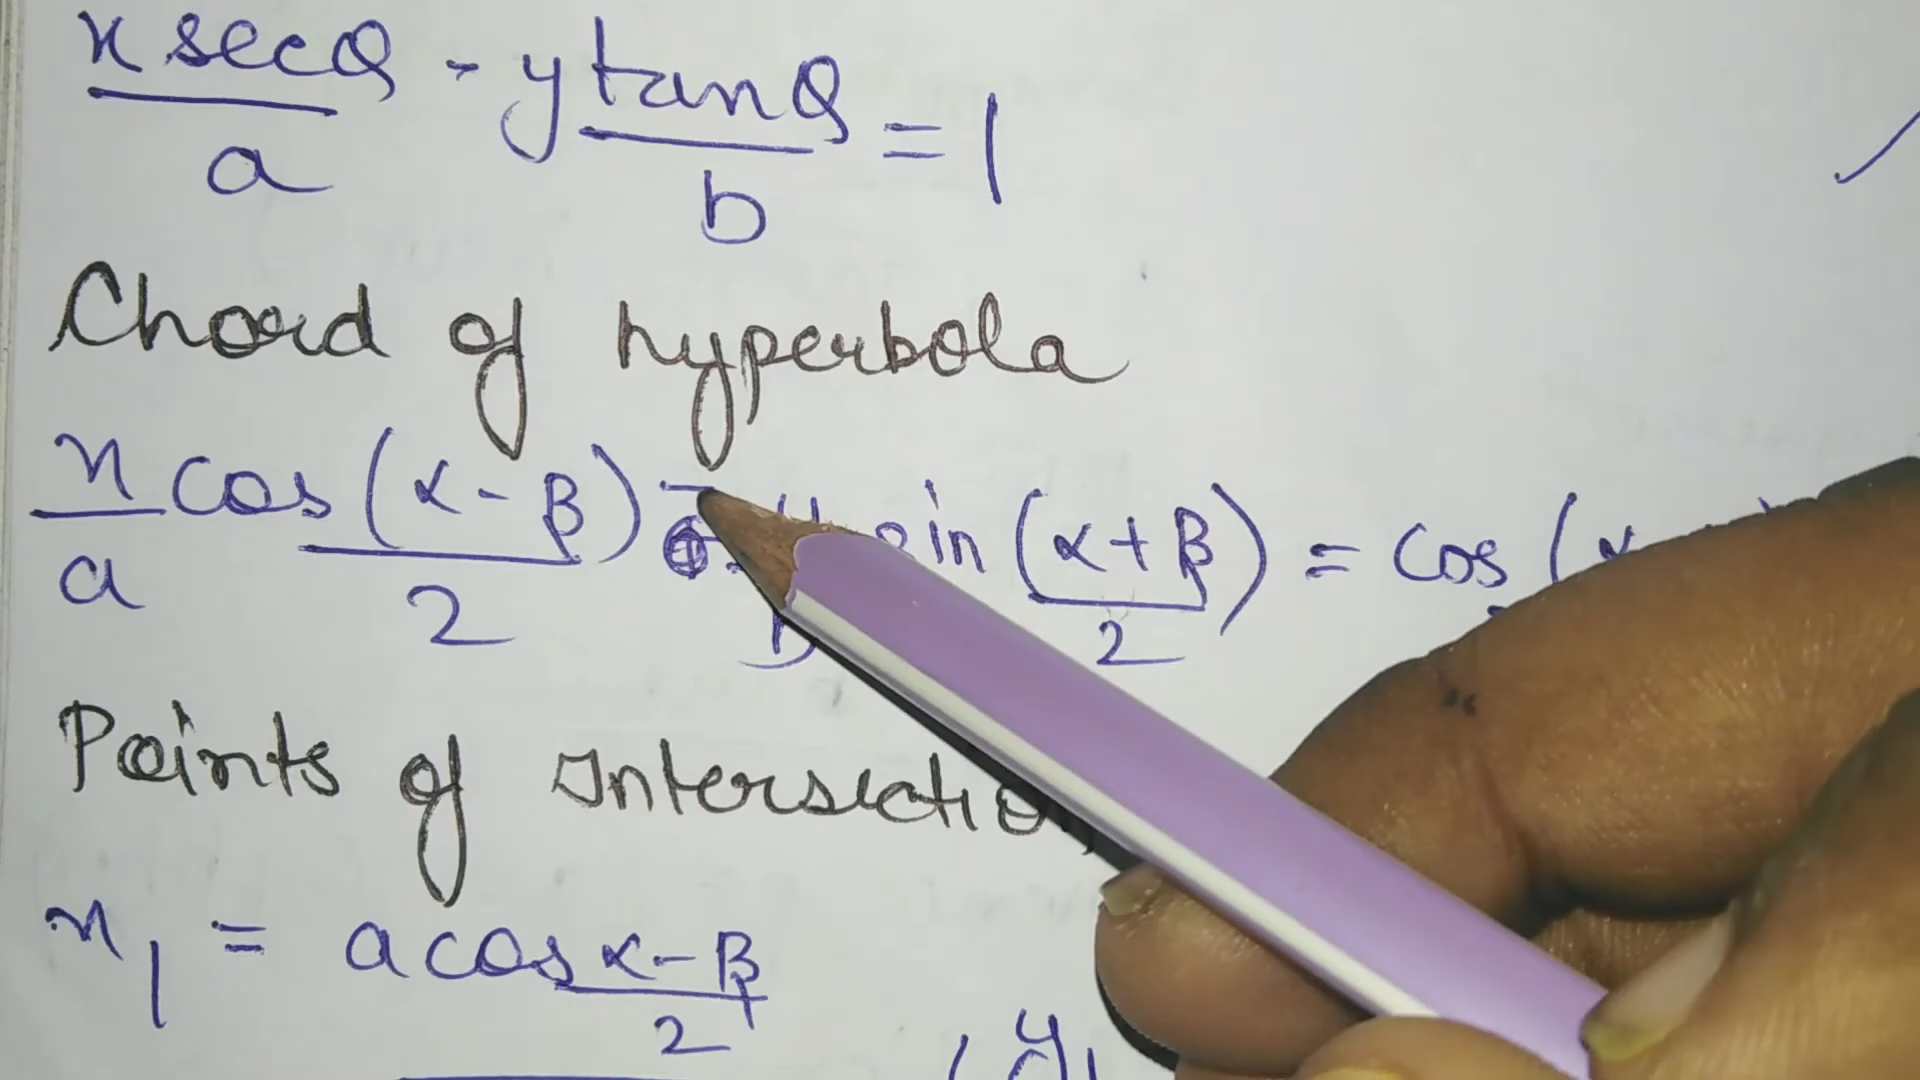 x secθ/a - y tanθ/b = 1
Chord of hyperbola
x/a cos(α-β)/2 - y sin(α+β)/2 = cos(α
Points of Intersectio
x₁ = a cos α-β/2
y